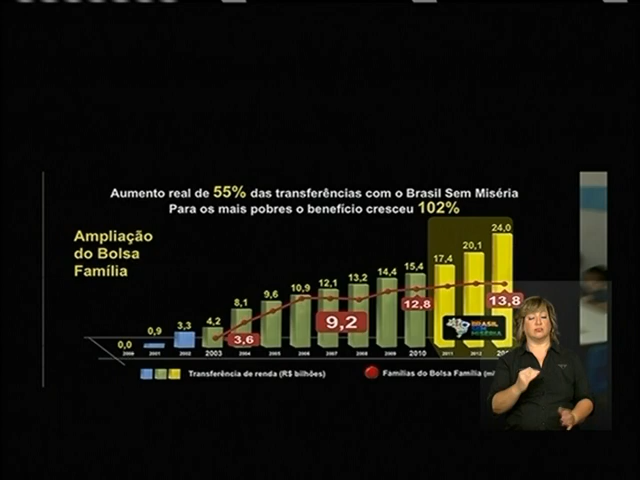 Aumento real de 55% das transferências com o Brasil Sem Miséria
Para os mais pobres o benefício cresceu 102%
Ampliação
do Bolsa
Família
0,0 0,9 3,3 4,2 8,1 9,6 10,9 12,1 13,2 14,4 15,4 17,4 20,1 24,0
3,6 9,2 12,8 13,8
BRASIL
SEM
MISÉRIA
2000 2001 2002 2003 2004 2005 2006 2007 2008 2009 2010 2011 2012
Transferência de renda (R$ bilhões)
Famílias do Bolsa Família